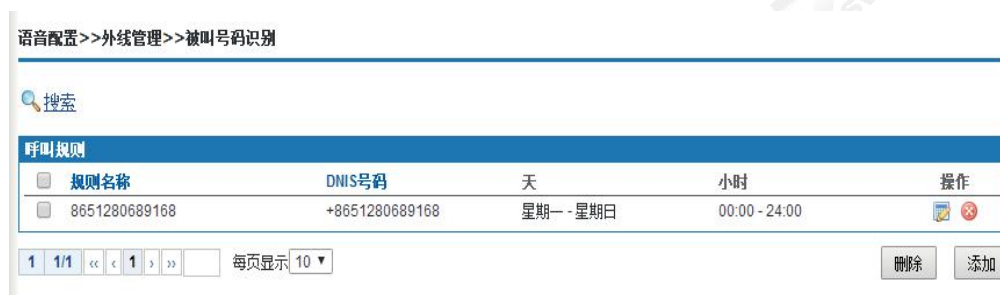 语音配置>>外线管理>>被叫号码识别
搜索
呼叫规则
规则名称 DNIS号码 天 小时 操作
8651280689168 +8651280689168 星期一 - 星期日 00:00 - 24:00
1 1/1 « ‹ 1 › » 每页显示 10 ▼ 删除 添加